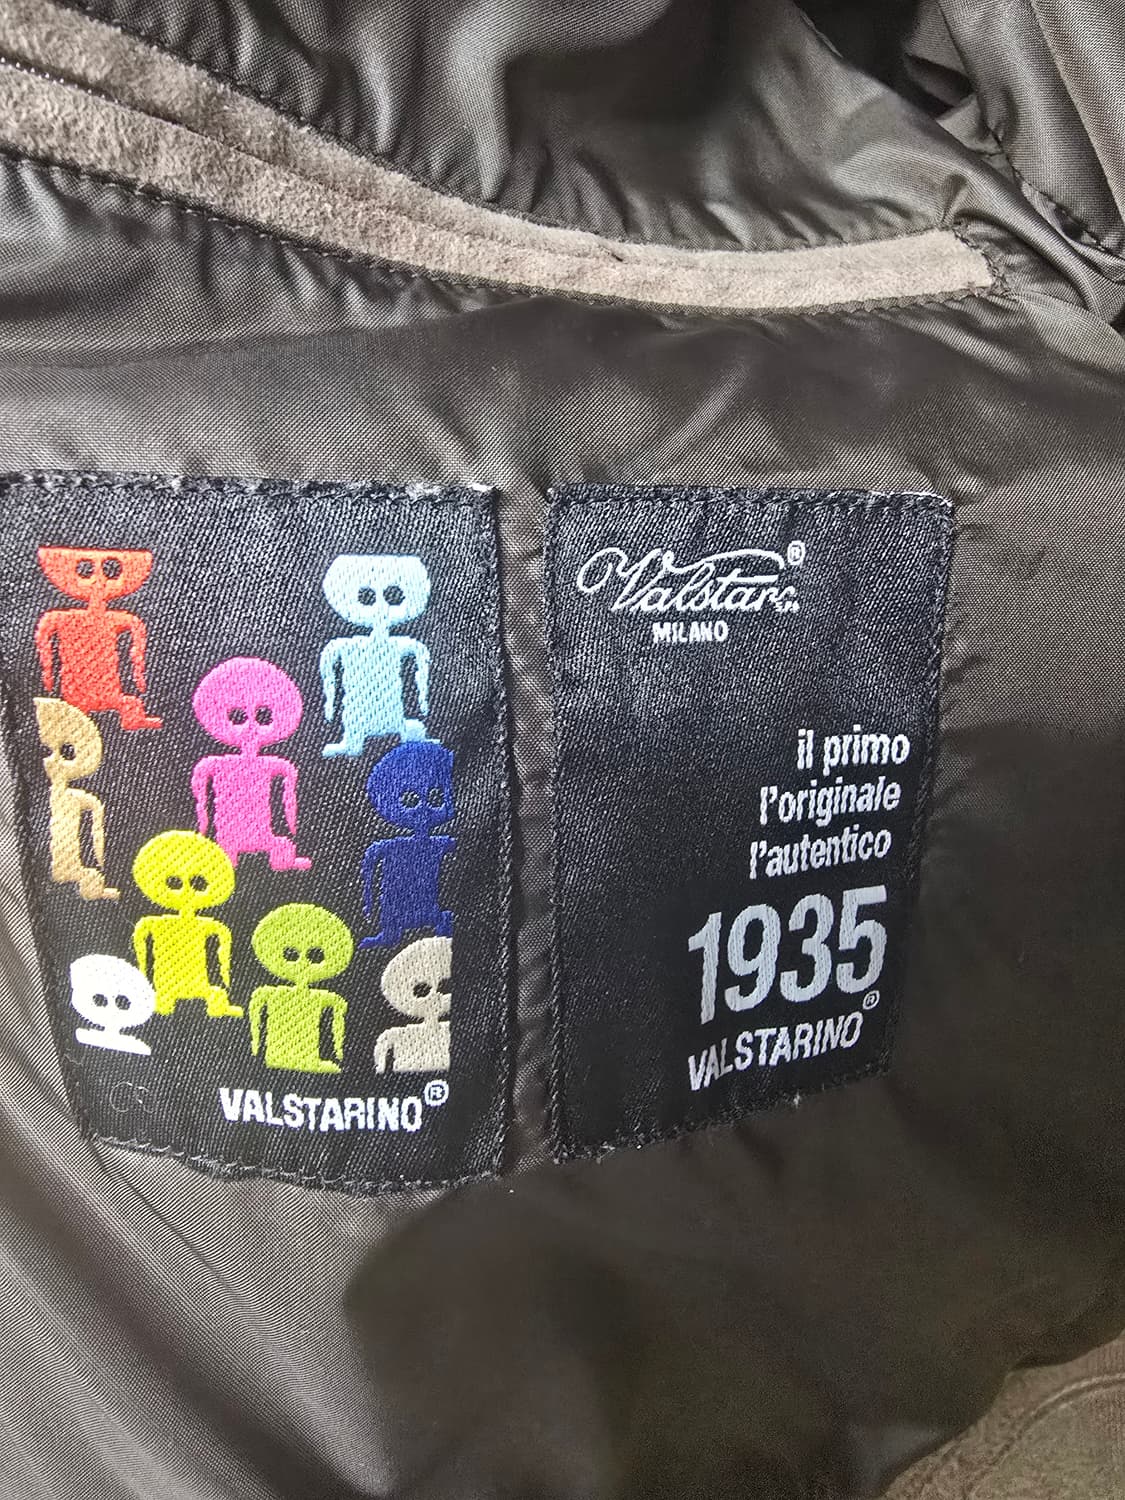 VALSTARINO®
Valstar® S.P.A.
MILANO
il primo
l'originale
l'autentico
1935
VALSTARINO®